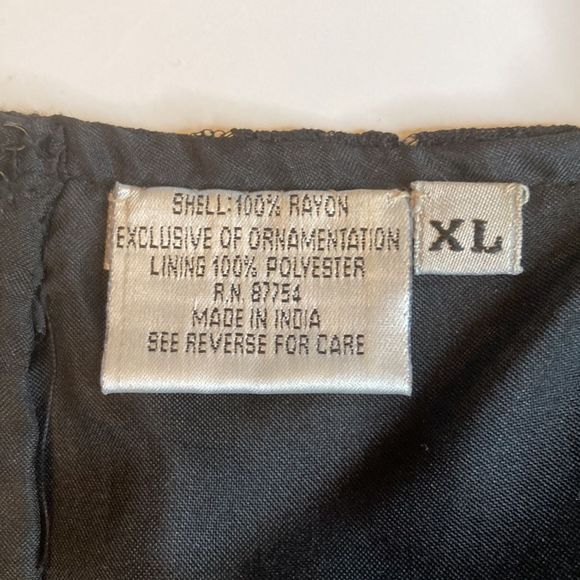 SHELL: 100% RAYON
EXCLUSIVE OF ORNAMENTATION
LINING 100% POLYESTER
R.N. 87754
MADE IN INDIA
SEE REVERSE FOR CARE
XL